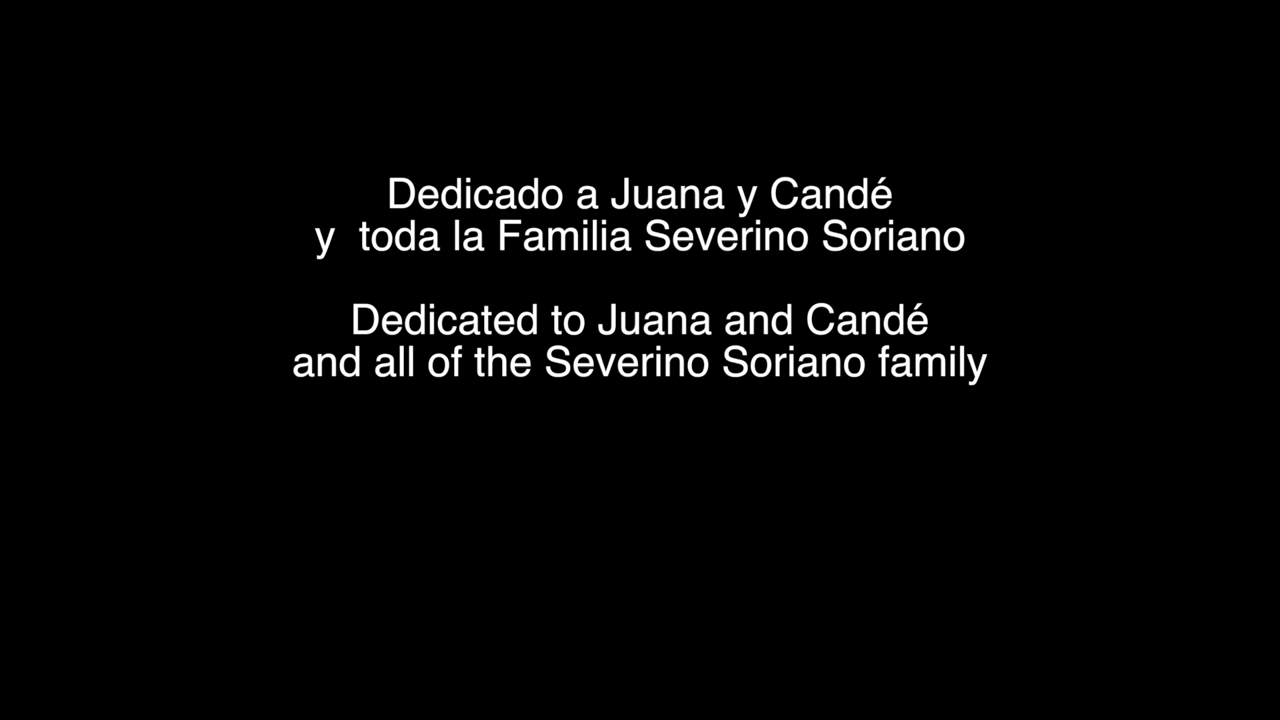 Dedicado a Juana y Candé
y  toda la Familia Severino Soriano
Dedicated to Juana and Candé
and all of the Severino Soriano family